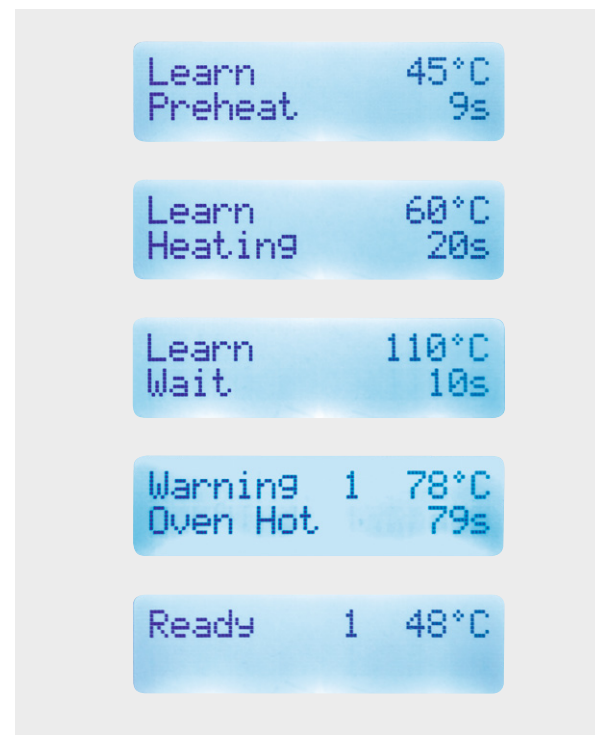 Learn 45°C
Preheat 9s
Learn 60°C
Heating 20s
Learn 110°C
Wait 10s
Warning 1 78°C
Oven Hot 79s
Ready 1 48°C